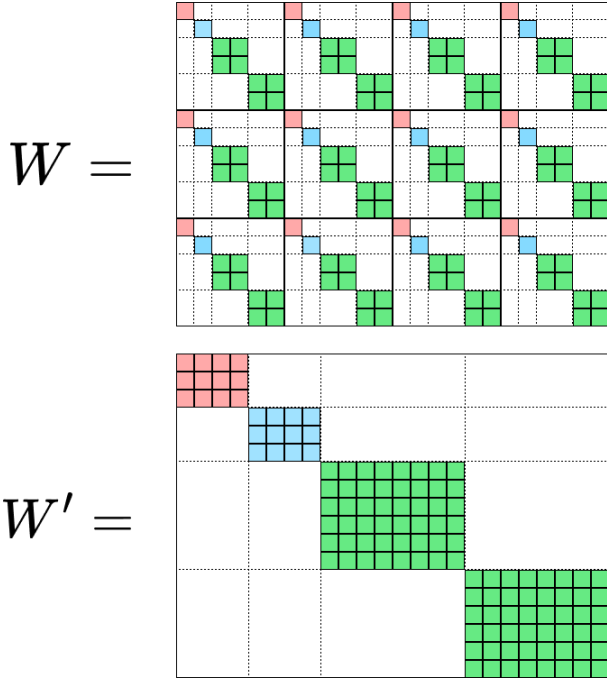 W =
W′ =